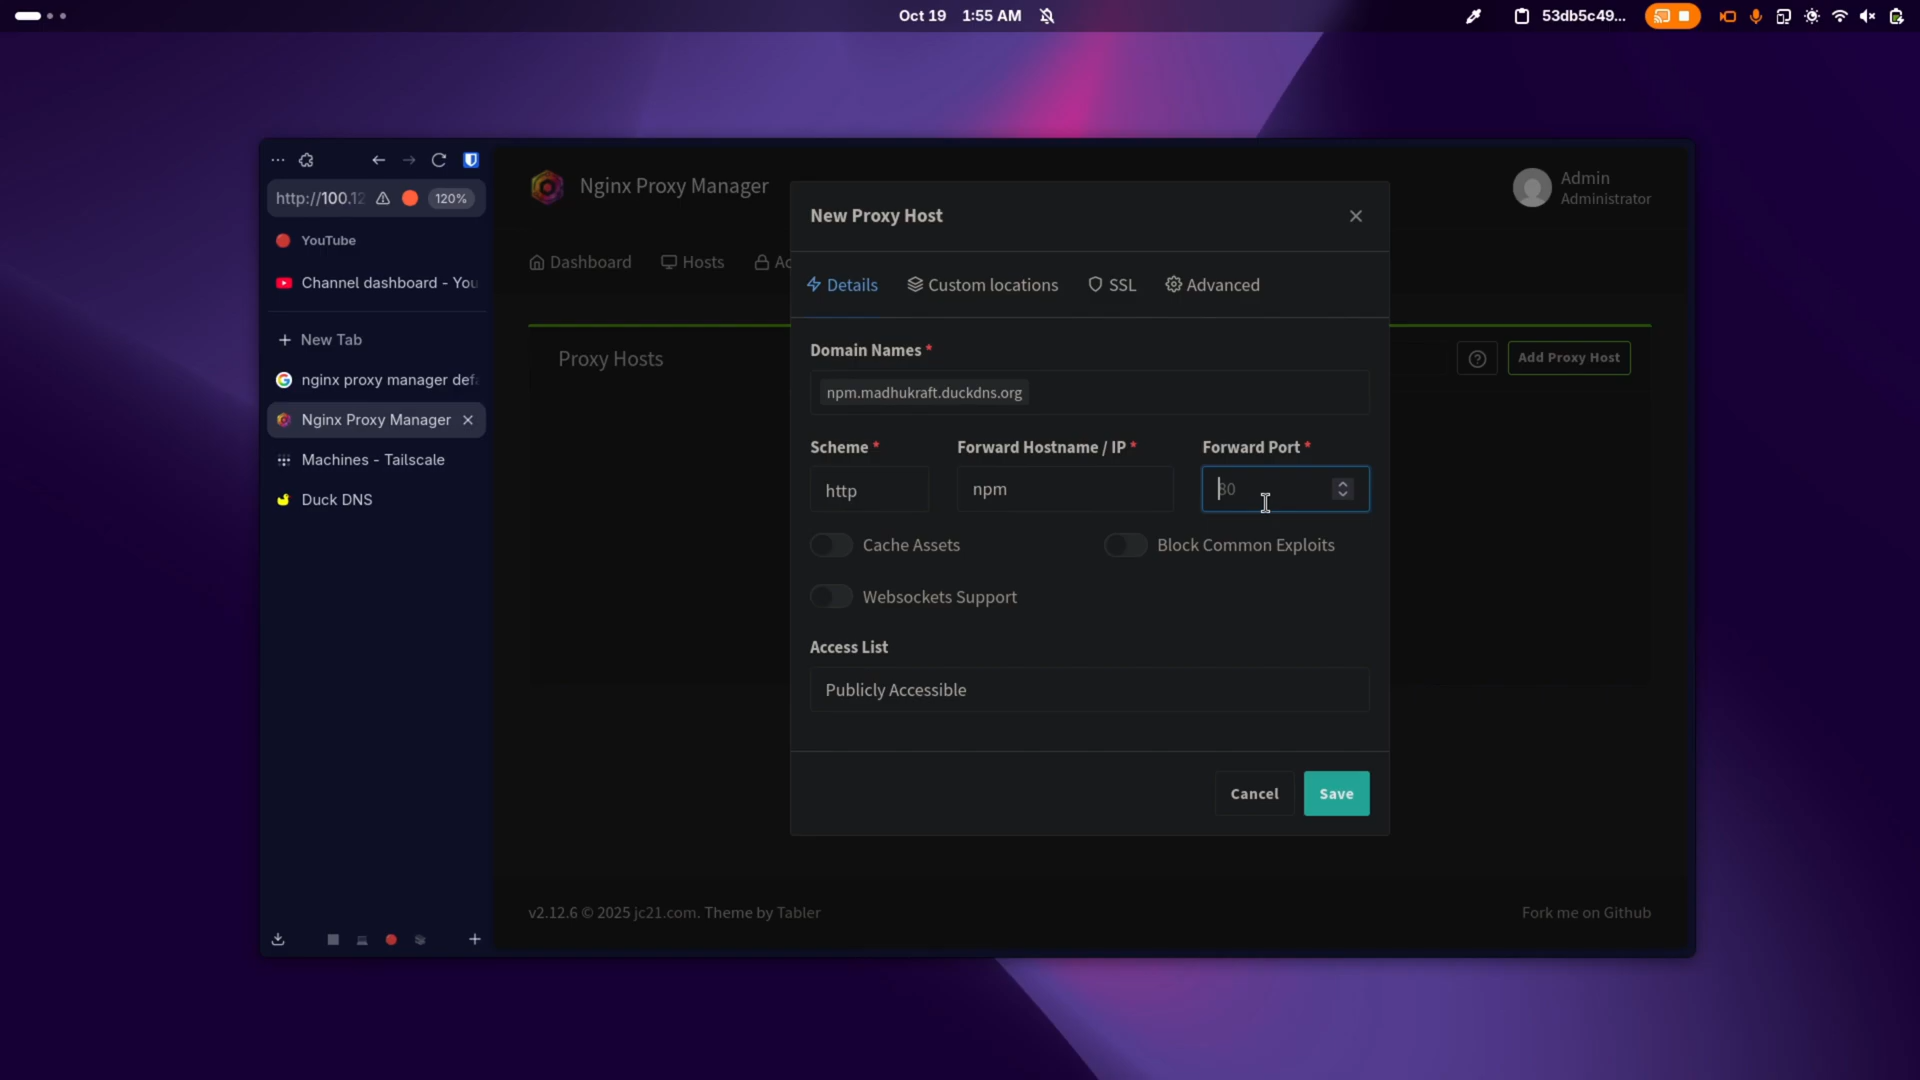 Oct 19 1:55 AM
53db5c49...
http://100.12
120%
YouTube
Channel dashboard - You
New Tab
nginx proxy manager defa
Nginx Proxy Manager
Machines - Tailscale
Duck DNS
Nginx Proxy Manager
Admin
Administrator
Dashboard
Hosts
Ac
Proxy Hosts
Add Proxy Host
New Proxy Host
Details
Custom locations
SSL
Advanced
Domain Names *
npm.madhukraft.duckdns.org
Scheme * Forward Hostname / IP * Forward Port *
http npm 80
Cache Assets Block Common Exploits
Websockets Support
Access List
Publicly Accessible
Cancel Save
v2.12.6 © 2025 jc21.com. Theme by Tabler
Fork me on Github